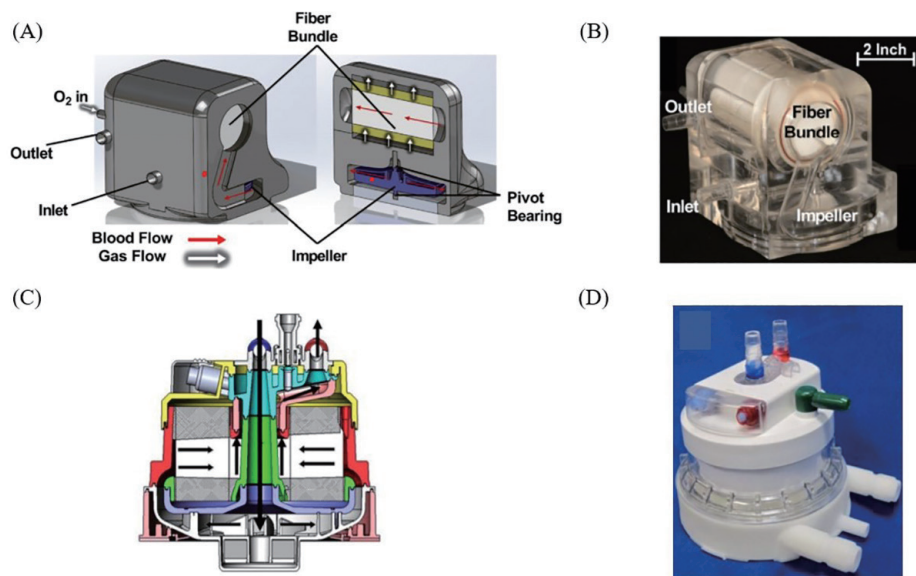 (A)
Fiber
Bundle
O₂ in
Outlet
Inlet
Pivot
Bearing
Blood Flow
Gas Flow
Impeller
(B)
2 Inch
Outlet
Fiber
Bundle
Inlet
Impeller
(C)
(D)